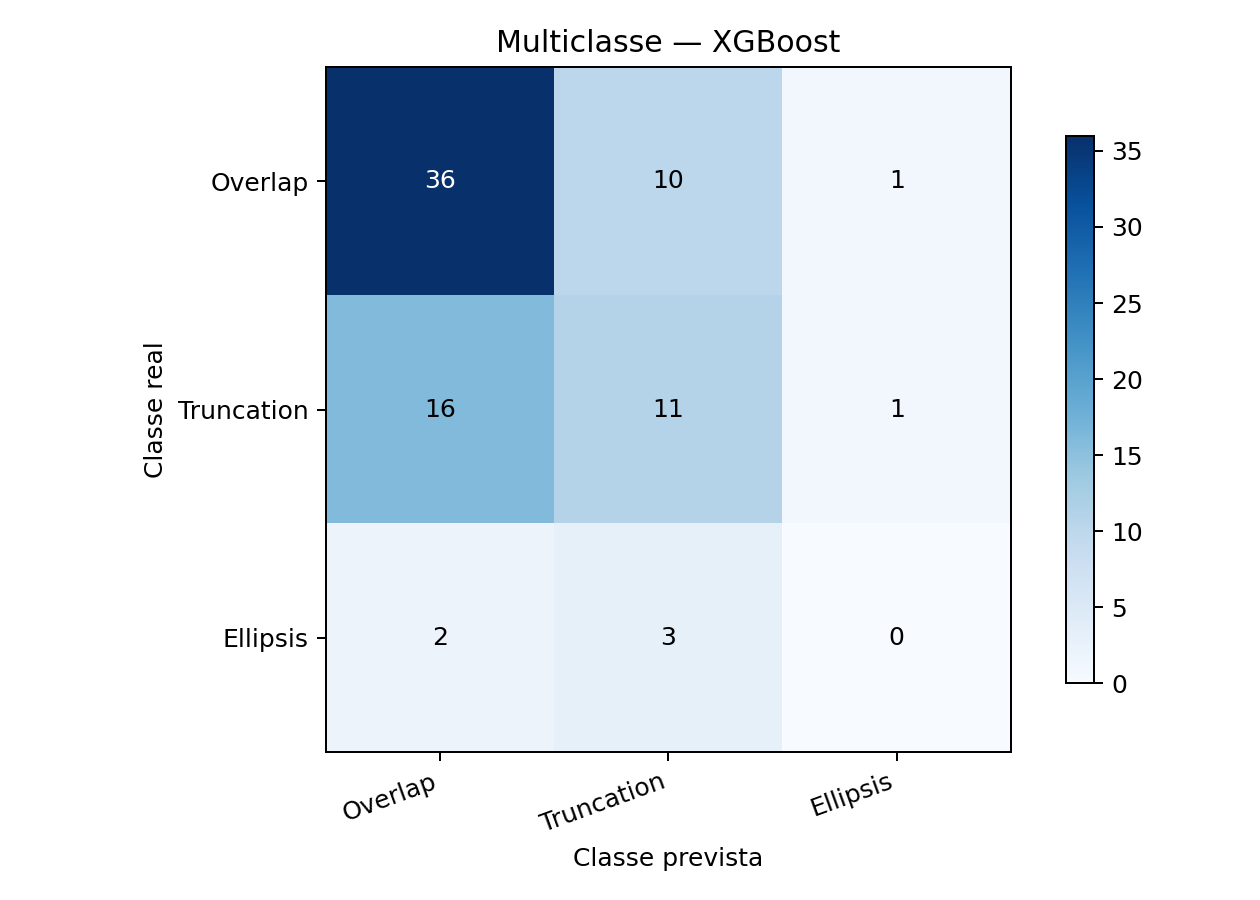 Multiclasse — XGBoost
Overlap 36 10 1
Truncation 16 11 1
Ellipsis 2 3 0
Classe real
Overlap Truncation Ellipsis
Classe prevista
35
30
25
20
15
10
5
0